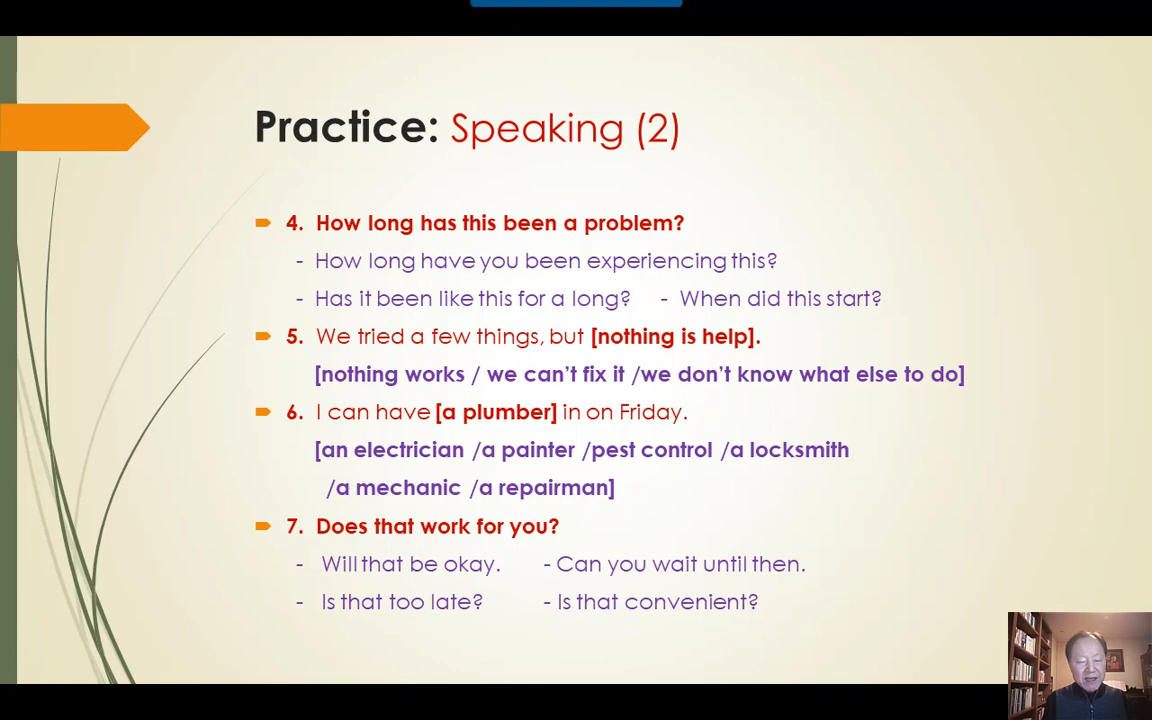 Practice: Speaking (2)
4. How long has this been a problem?
- How long have you been experiencing this?
- Has it been like this for a long? - When did this start?
5. We tried a few things, but [nothing is help].
[nothing works / we can't fix it /we don't know what else to do]
6. I can have [a plumber] in on Friday.
[an electrician /a painter /pest control /a locksmith
/a mechanic /a repairman]
7. Does that work for you?
- Will that be okay. - Can you wait until then.
- Is that too late? - Is that convenient?